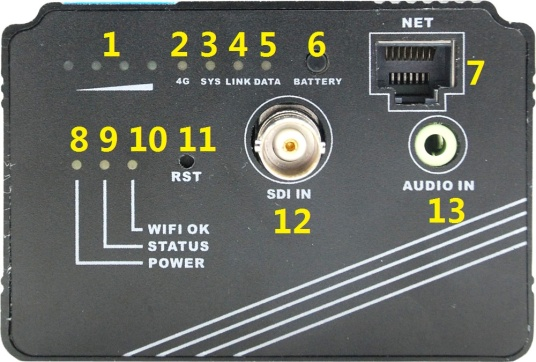 NET
1 2 3 4 5 6
4G SYS LINK DATA BATTERY
7
8 9 10 11
RST
SDI IN
AUDIO IN
12
13
WIFI OK
STATUS
POWER